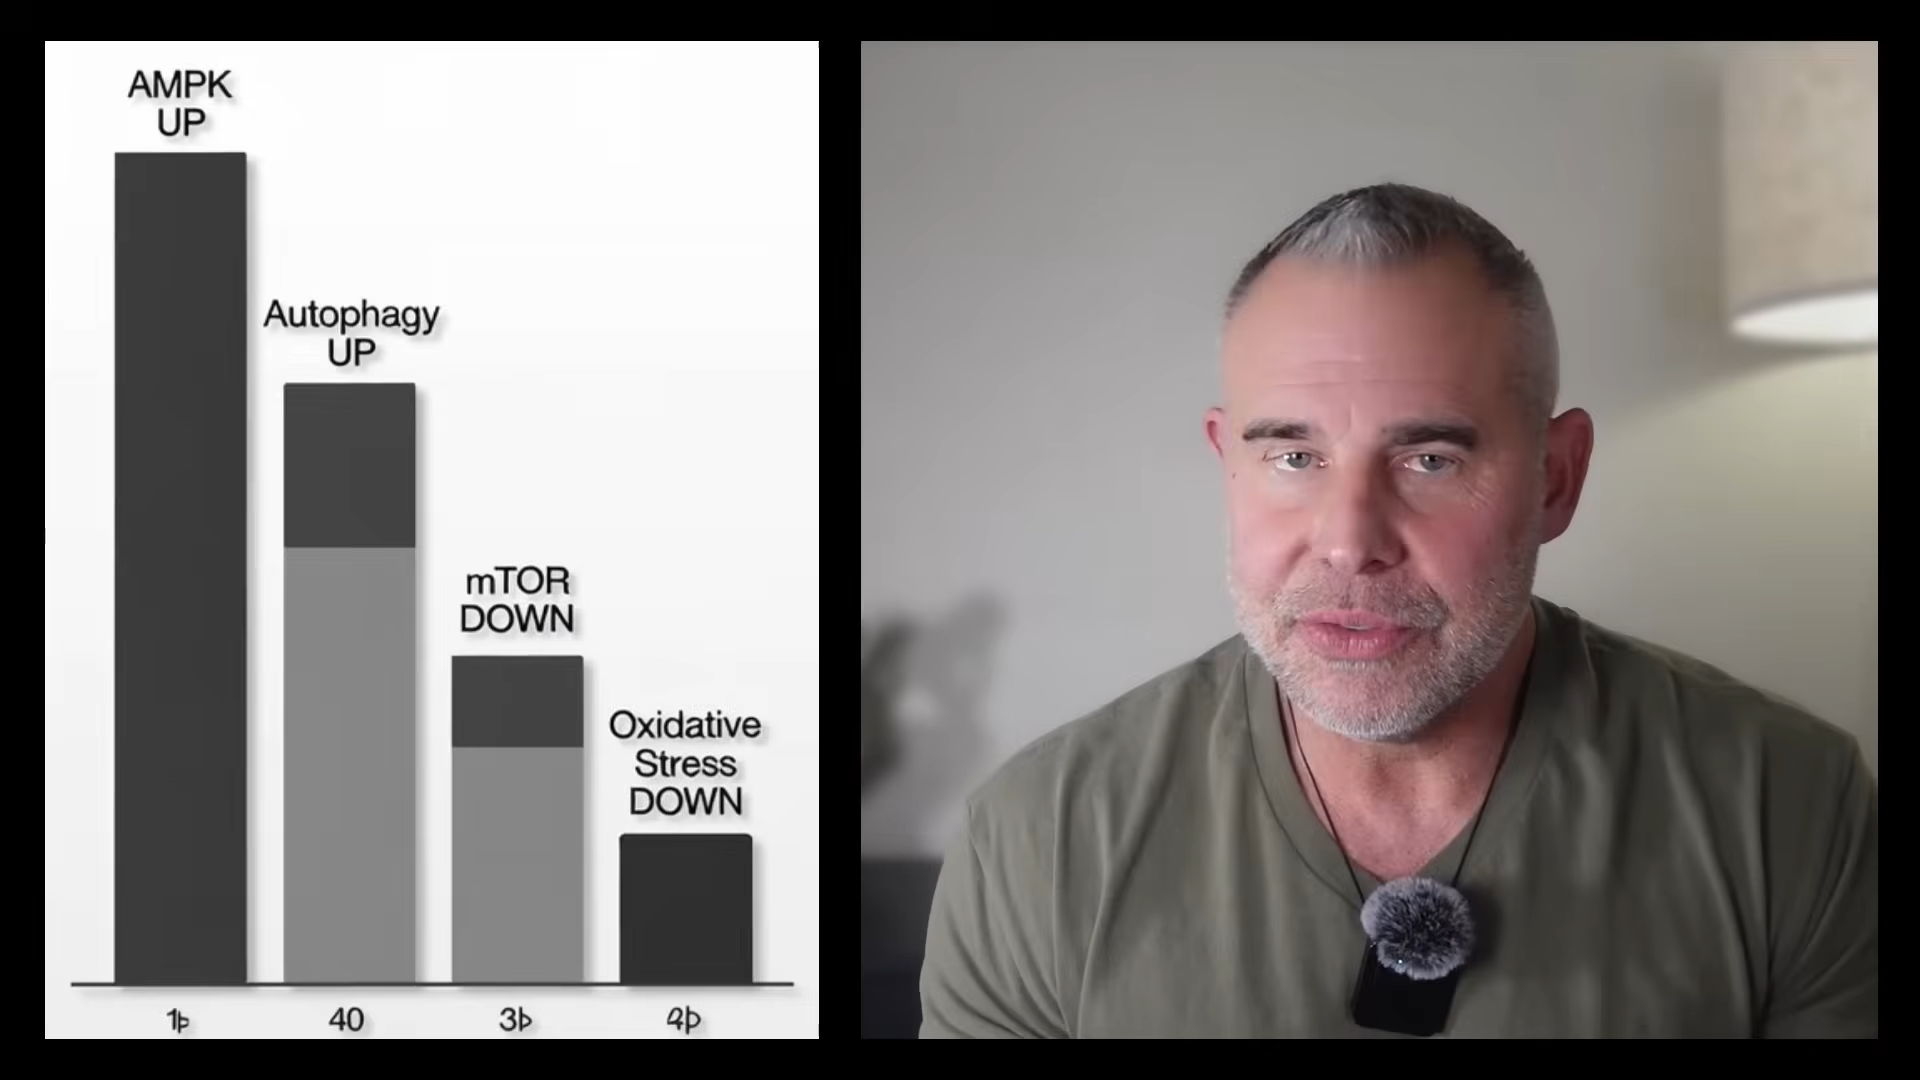 AMPK
UP
Autophagy
UP
mTOR
DOWN
Oxidative
Stress
DOWN
40